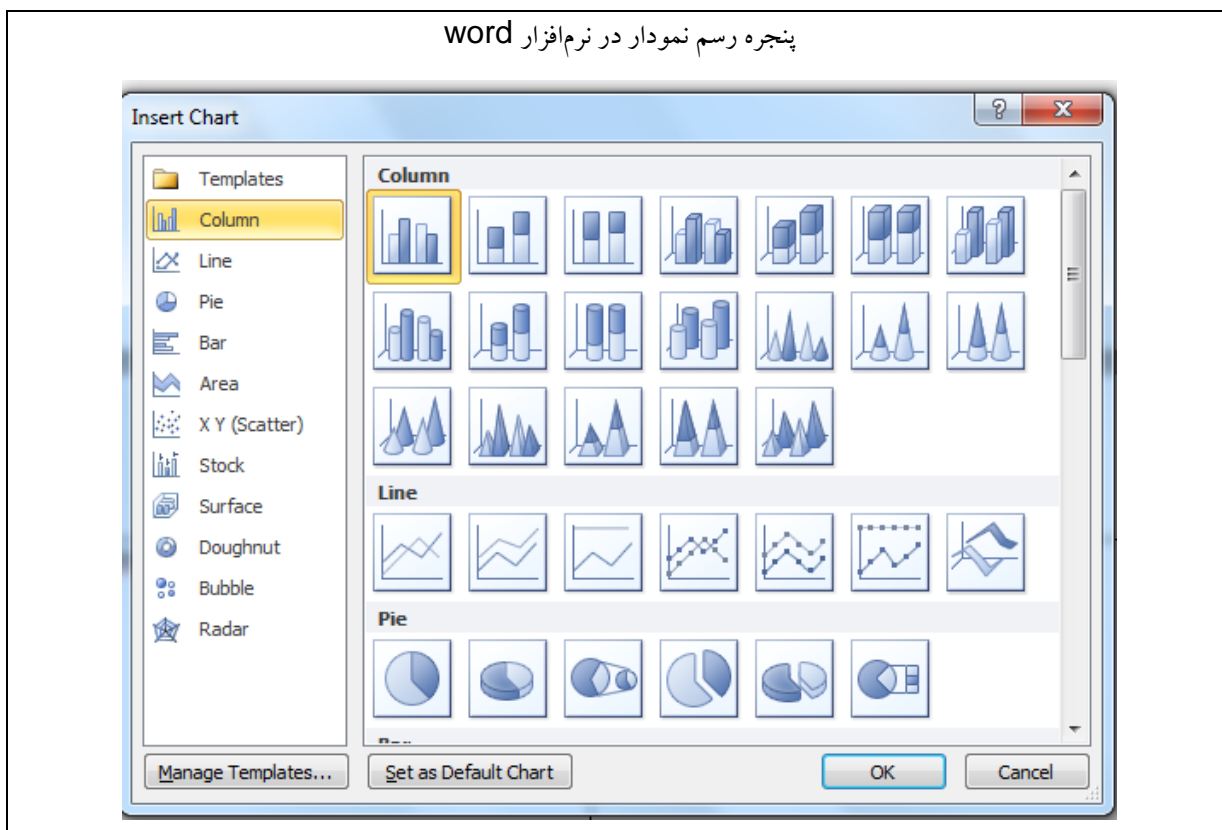 پنجره رسم نمودار در نرم‌افزار word
Insert Chart
Templates
Column
Line
Pie
Bar
Area
X Y (Scatter)
Stock
Surface
Doughnut
Bubble
Radar
Column
Line
Pie
Bar
Manage Templates...
Set as Default Chart
OK
Cancel